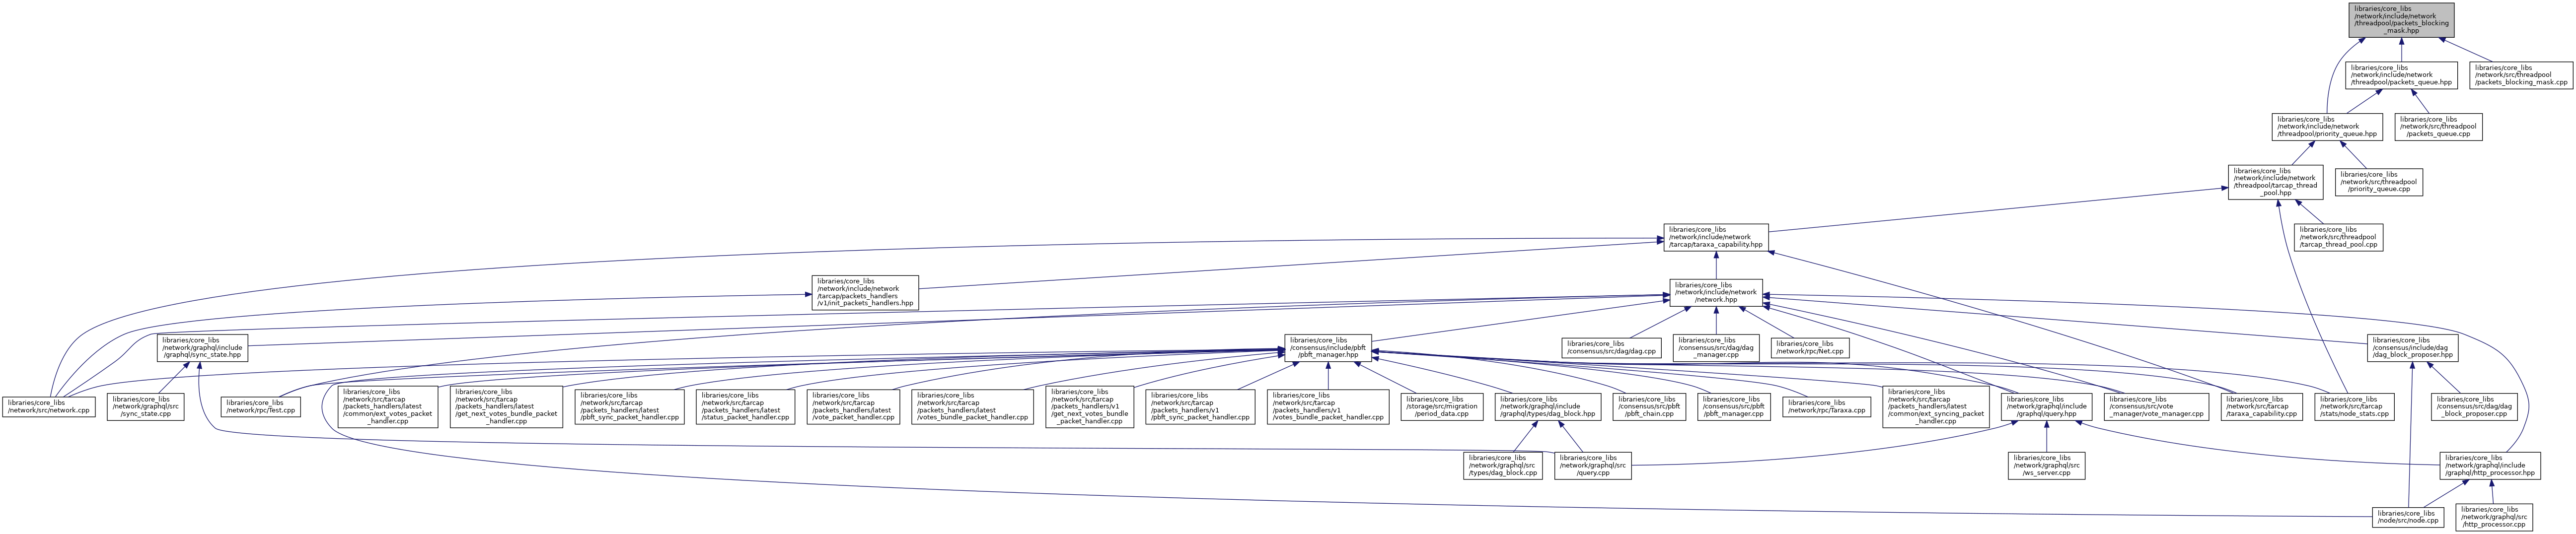 libraries/core_libs
/network/include/network
/threadpool/packets_blocking
_mask.hpp
libraries/core_libs
/network/include/network
/threadpool/packets_queue.hpp
libraries/core_libs
/network/src/threadpool
/packets_blocking_mask.cpp
libraries/core_libs
/network/include/network
/threadpool/priority_queue.hpp
libraries/core_libs
/network/src/threadpool
/packets_queue.cpp
libraries/core_libs
/network/include/network
/threadpool/tarcap_thread
_pool.hpp
libraries/core_libs
/network/src/threadpool
/priority_queue.cpp
libraries/core_libs
/network/include/network
/tarcap/taraxa_capability.hpp
libraries/core_libs
/network/src/threadpool
/tarcap_thread_pool.cpp
libraries/core_libs
/network/include/network
/tarcap/packets_handlers
/v1/init_packets_handlers.hpp
libraries/core_libs
/network/include/network
/network.hpp
libraries/core_libs
/network/graphql/include
/graphql/sync_state.hpp
libraries/core_libs
/consensus/include/pbft
/pbft_manager.hpp
libraries/core_libs
/consensus/src/dag/dag.cpp
libraries/core_libs
/consensus/src/dag/dag
_manager.cpp
libraries/core_libs
/network/rpc/Net.cpp
libraries/core_libs
/consensus/include/dag
/dag_block_proposer.hpp
libraries/core_libs
/network/src/network.cpp
libraries/core_libs
/network/graphql/src
/sync_state.cpp
libraries/core_libs
/network/rpc/Test.cpp
libraries/core_libs
/network/src/tarcap
/packets_handlers/latest
/common/ext_votes_packet
_handler.cpp
libraries/core_libs
/network/src/tarcap
/packets_handlers/latest
/get_next_votes_bundle_packet
_handler.cpp
libraries/core_libs
/network/src/tarcap
/packets_handlers/latest
/pbft_sync_packet_handler.cpp
libraries/core_libs
/network/src/tarcap
/packets_handlers/latest
/status_packet_handler.cpp
libraries/core_libs
/network/src/tarcap
/packets_handlers/latest
/vote_packet_handler.cpp
libraries/core_libs
/network/src/tarcap
/packets_handlers/latest
/votes_bundle_packet_handler.cpp
libraries/core_libs
/network/src/tarcap
/packets_handlers/v1
/get_next_votes_bundle
_packet_handler.cpp
libraries/core_libs
/network/src/tarcap
/packets_handlers/v1
/pbft_sync_packet_handler.cpp
libraries/core_libs
/network/src/tarcap
/packets_handlers/v1
/votes_bundle_packet_handler.cpp
libraries/core_libs
/storage/src/migration
/period_data.cpp
libraries/core_libs
/network/graphql/include
/graphql/types/dag_block.hpp
libraries/core_libs
/consensus/src/pbft
/pbft_chain.cpp
libraries/core_libs
/consensus/src/pbft
/pbft_manager.cpp
libraries/core_libs
/network/rpc/Taraxa.cpp
libraries/core_libs
/network/src/tarcap
/packets_handlers/latest
/common/ext_syncing_packet
_handler.cpp
libraries/core_libs
/network/graphql/include
/graphql/query.hpp
libraries/core_libs
/consensus/src/vote
_manager/vote_manager.cpp
libraries/core_libs
/network/src/tarcap
/taraxa_capability.cpp
libraries/core_libs
/network/src/tarcap
/stats/node_stats.cpp
libraries/core_libs
/consensus/src/dag/dag
_block_proposer.cpp
libraries/core_libs
/network/graphql/src
/types/dag_block.cpp
libraries/core_libs
/network/graphql/src
/query.cpp
libraries/core_libs
/network/graphql/src
/ws_server.cpp
libraries/core_libs
/network/graphql/include
/graphql/http_processor.hpp
libraries/core_libs
/node/src/node.cpp
libraries/core_libs
/network/graphql/src
/http_processor.cpp